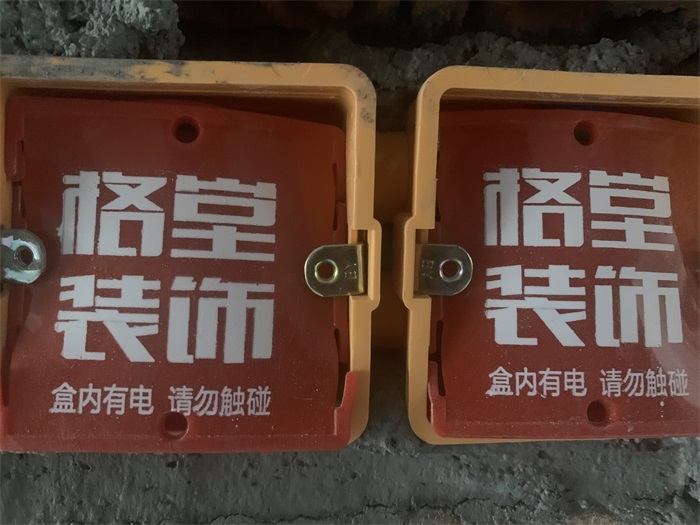 格堂
装饰
盒内有电 请勿触碰
格堂
装饰
盒内有电 请勿触碰